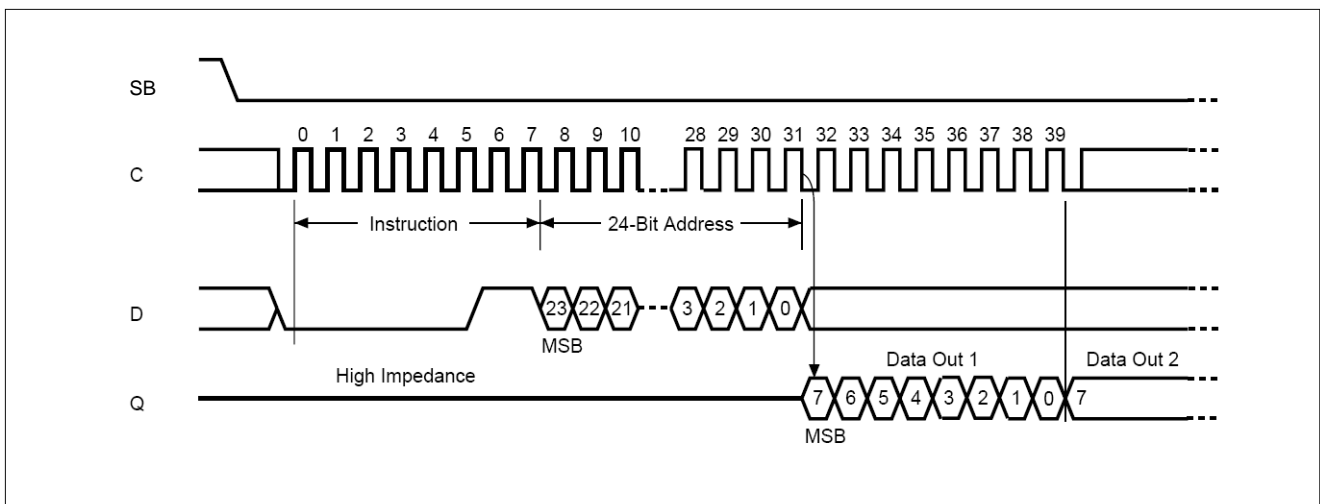 SB
0 1 2 3 4 5 6 7 8 9 10 28 29 30 31 32 33 34 35 36 37 38 39
C
Instruction 24-Bit Address
D
23 22 21 3 2 1 0
MSB
High Impedance
Data Out 1 Data Out 2
Q
7 6 5 4 3 2 1 0 7
MSB